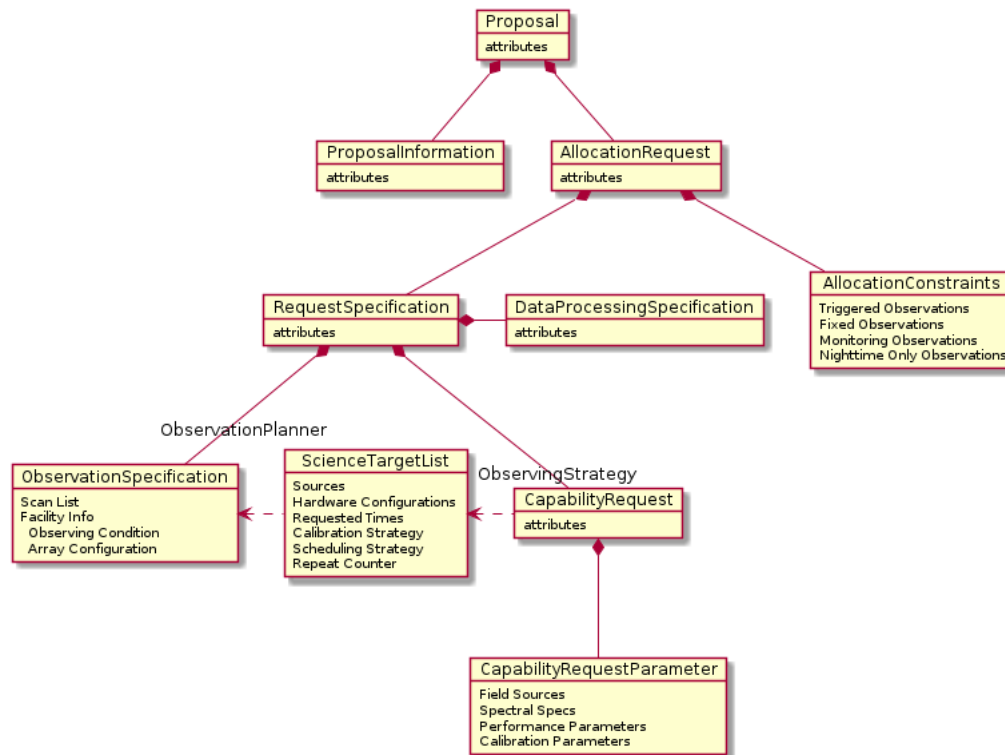 Proposal
attributes
ProposalInformation
attributes
AllocationRequest
attributes
RequestSpecification
attributes
DataProcessingSpecification
attributes
AllocationConstraints
Triggered Observations
Fixed Observations
Monitoring Observations
Nighttime Only Observations
ObservationPlanner
ObservationSpecification
Scan List
Facility Info
Observing Condition
Array Configuration
ScienceTargetList
Sources
Hardware Configurations
Requested Times
Calibration Strategy
Scheduling Strategy
Repeat Counter
ObservingStrategy
CapabilityRequest
attributes
CapabilityRequestParameter
Field Sources
Spectral Specs
Performance Parameters
Calibration Parameters